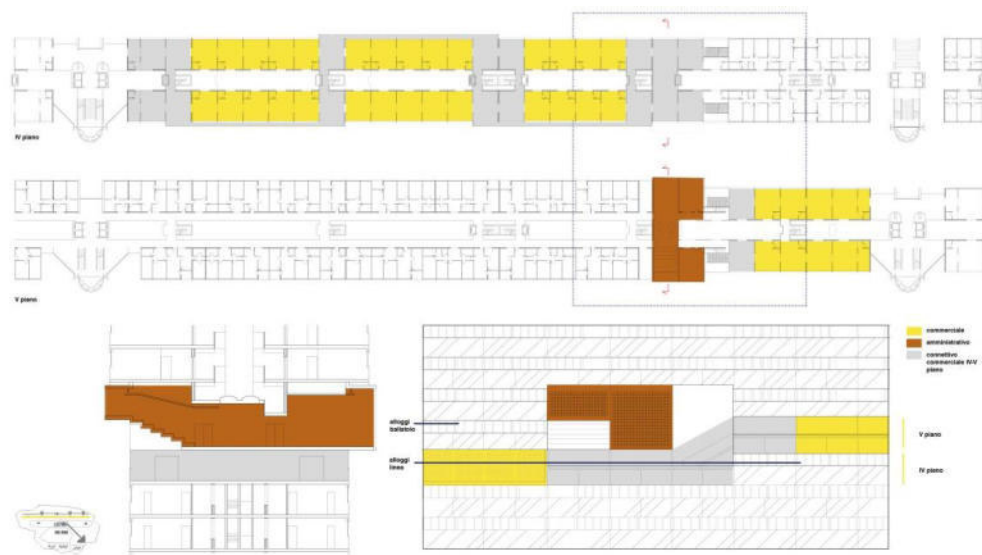 IV piano
V piano
commerciale
amministrativo
connettivo
commerciale IV-V
piano
alloggi
ballatoio
alloggi
linea
V piano
IV piano